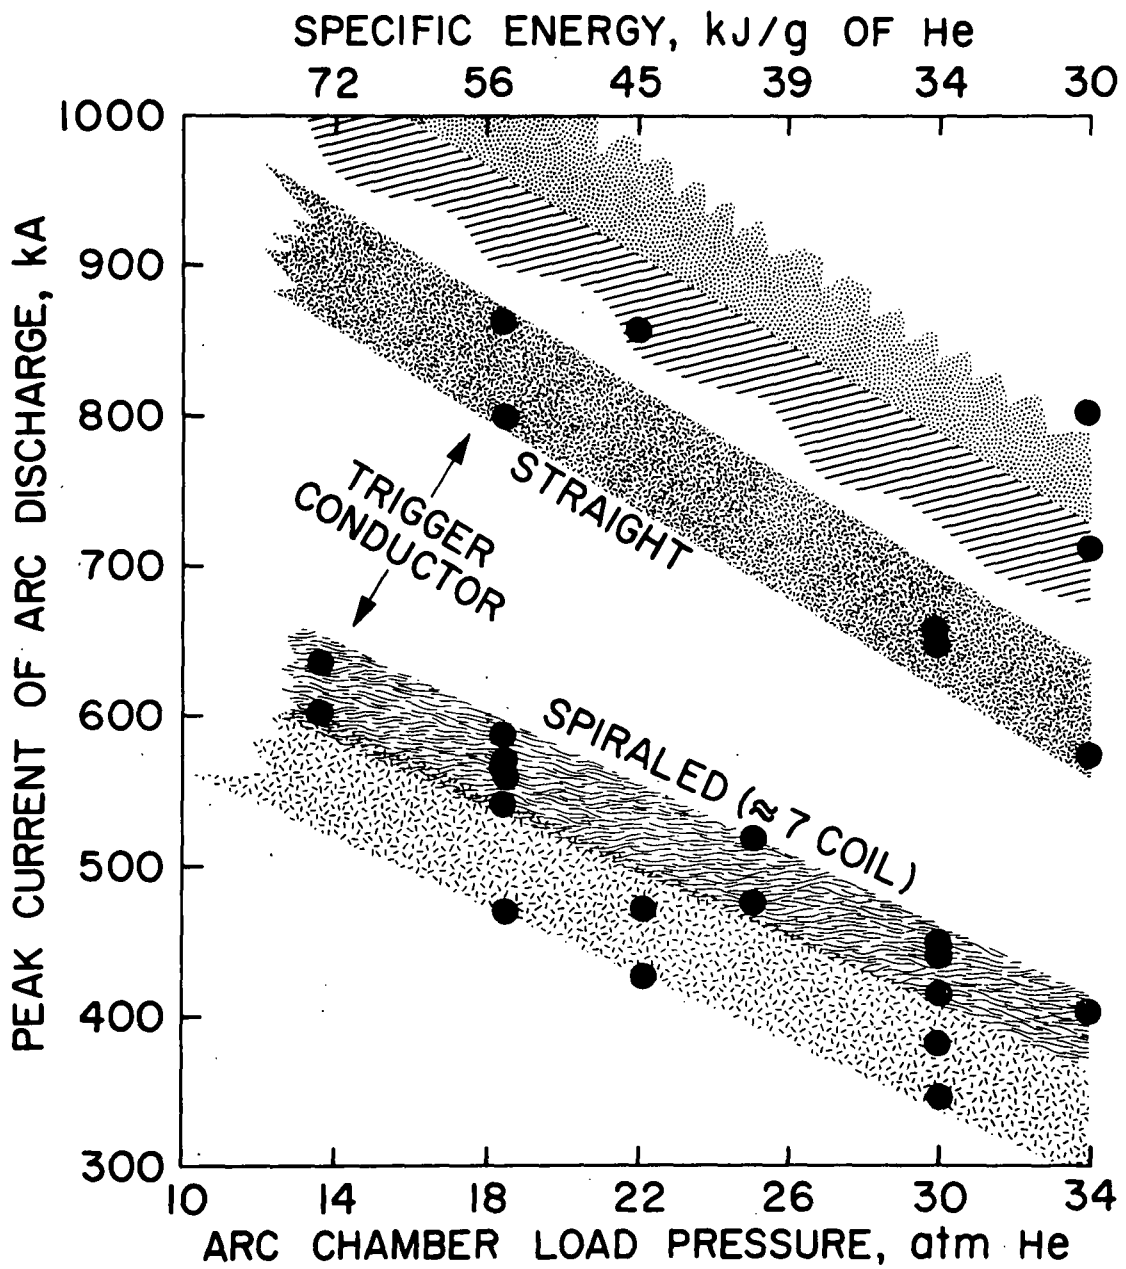 SPECIFIC ENERGY, kJ/g OF He
72 56 45 39 34 30
1000
900
800
700
600
500
400
300
PEAK CURRENT OF ARC DISCHARGE, kA
STRAIGHT
TRIGGER
CONDUCTOR
SPIRALED (≈ 7 COIL)
10 14 18 22 26 30 34
ARC CHAMBER LOAD PRESSURE, atm He